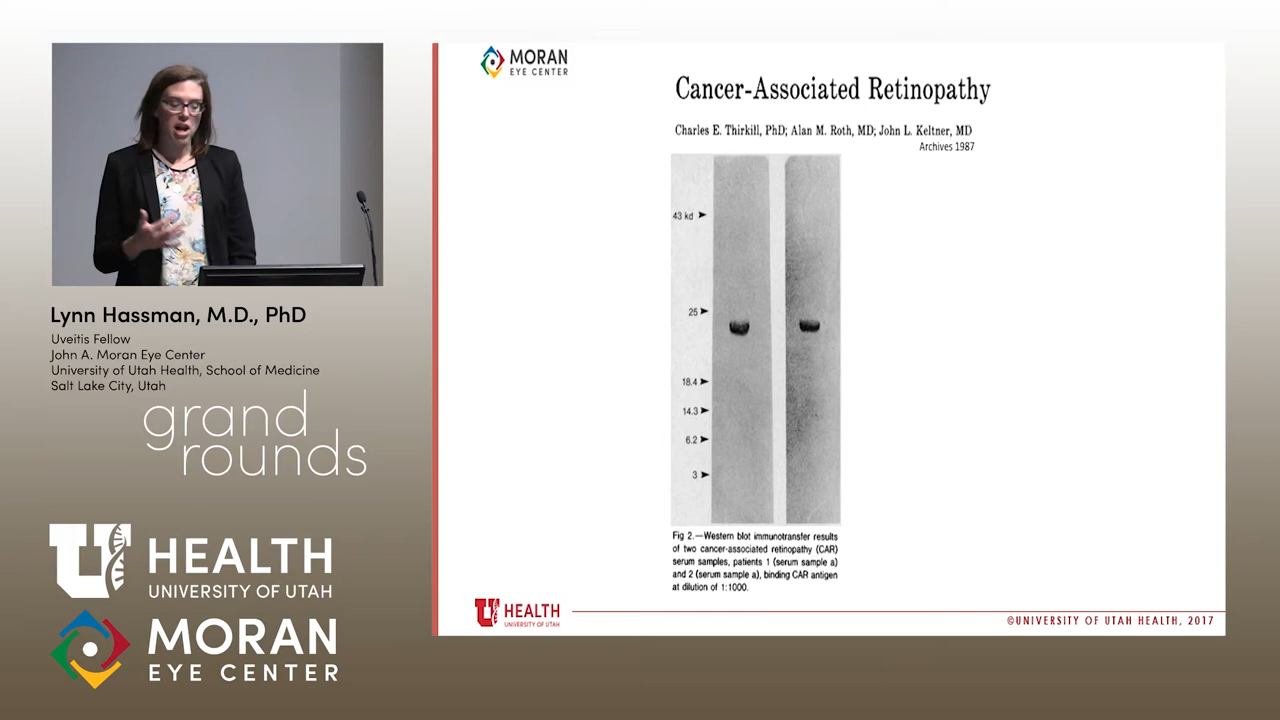 MORAN
EYE CENTER
Cancer-Associated Retinopathy
Charles E. Thirkill, PhD; Alan M. Roth, MD; John L. Keltner, MD
Archives 1987
43 kd
25
18.4
14.3
6.2
3
Fig 2.—Western blot immunotransfer results
of two cancer-associated retinopathy (CAR)
serum samples, patients 1 (serum sample a)
and 2 (serum sample a), binding CAR antigen
at dilution of 1:1000.
U HEALTH
UNIVERSITY OF UTAH
©UNIVERSITY OF UTAH HEALTH, 2017
Lynn Hassman, M.D., PhD
Uveitis Fellow
John A. Moran Eye Center
University of Utah Health, School of Medicine
Salt Lake City, Utah
grand
rounds
U HEALTH
UNIVERSITY OF UTAH
MORAN
EYE CENTER